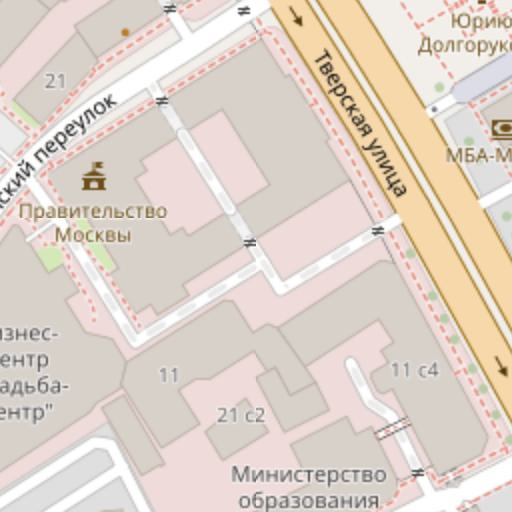 Юрию
Долгоруко
21
Тверская улица
ский переулок
МБА-М
Правительство
Москвы
изнес-
ентр
адьба-
ентр"
11
11 с4
21 с2
Министерство
образования